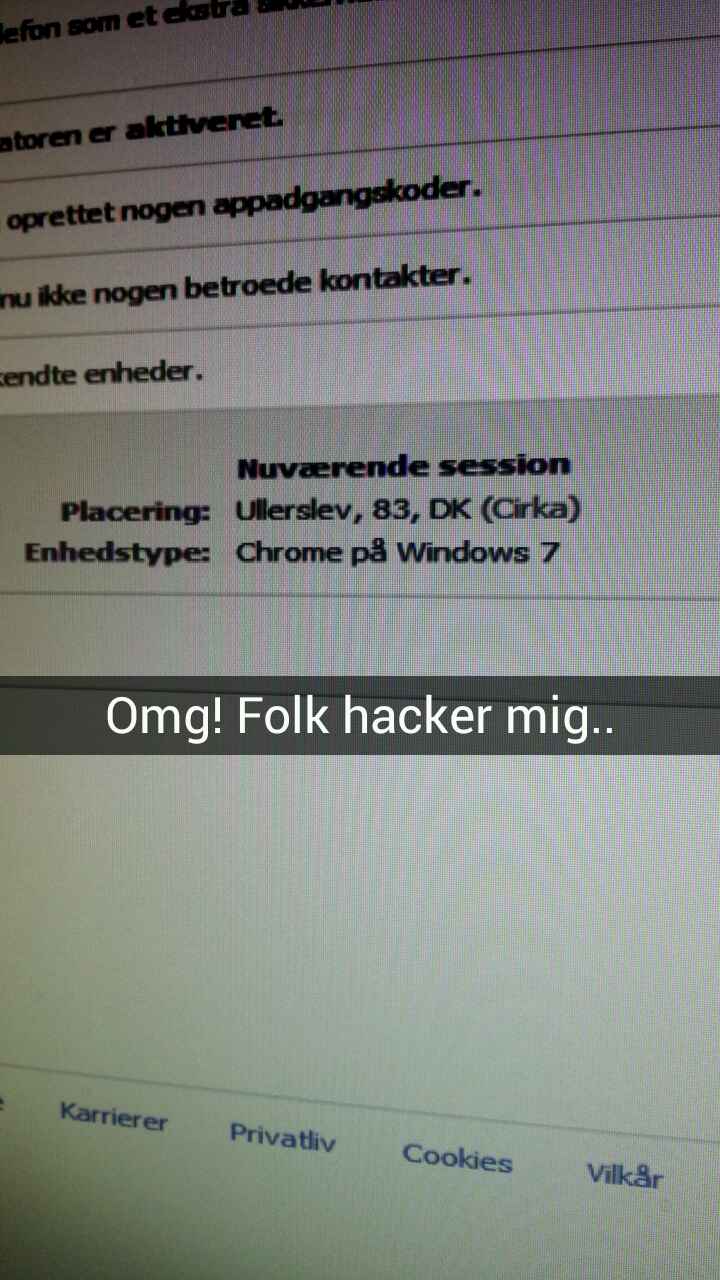 lefon som et ekstra
atoren er aktiveret.
oprettet nogen appadgangskoder.
nu ikke nogen betroede kontakter.
kendte enheder.
Nuværende session
Placering: Ullerslev, 83, DK (Cirka)
Enhedstype: Chrome på Windows 7
Omg! Folk hacker mig..
Karrierer Privatliv Cookies Vilkår